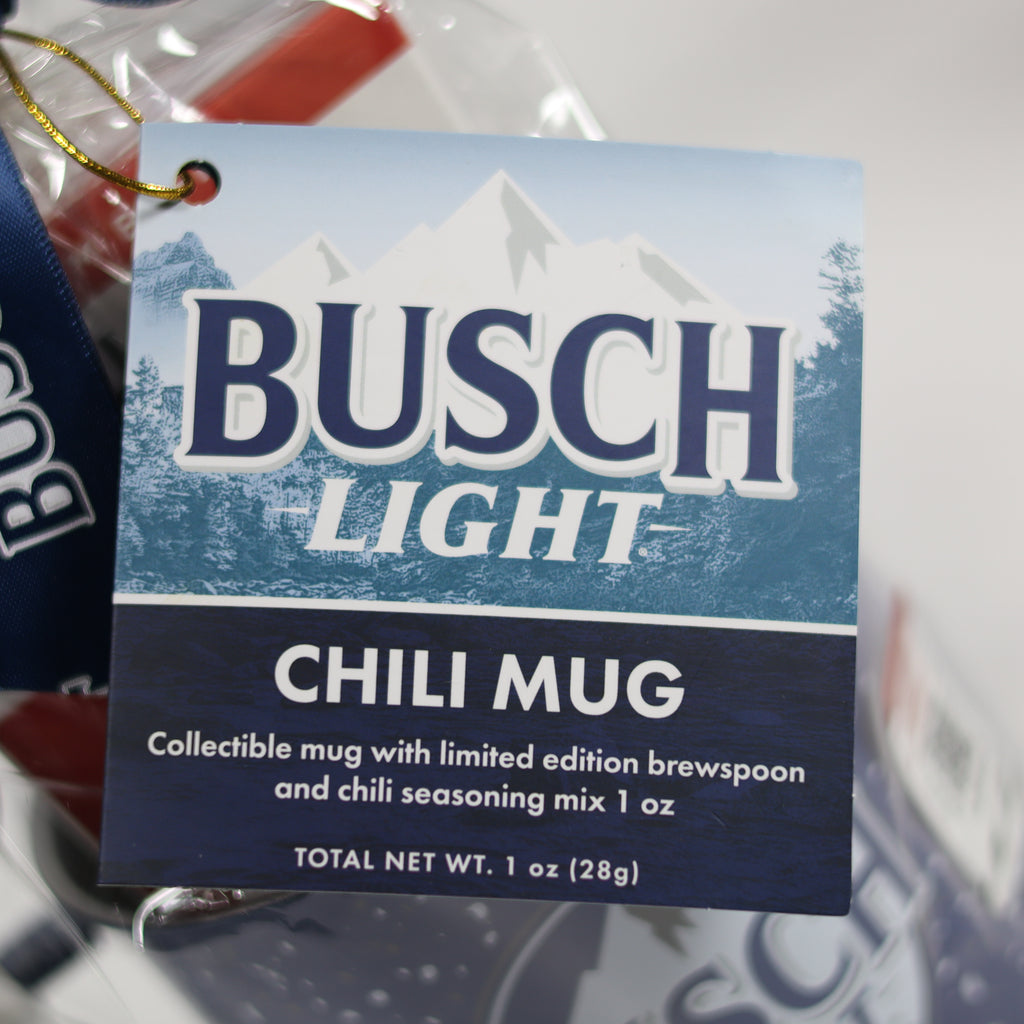 BUSCH
LIGHT
CHILI MUG
Collectible mug with limited edition brewspoon
and chili seasoning mix 1 oz
TOTAL NET WT. 1 oz (28g)